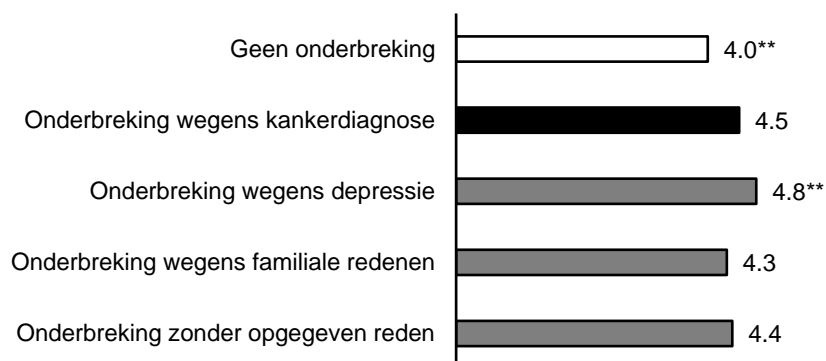 Geen onderbreking 4.0**
Onderbreking wegens kankerdiagnose 4.5
Onderbreking wegens depressie 4.8**
Onderbreking wegens familiale redenen 4.3
Onderbreking zonder opgegeven reden 4.4